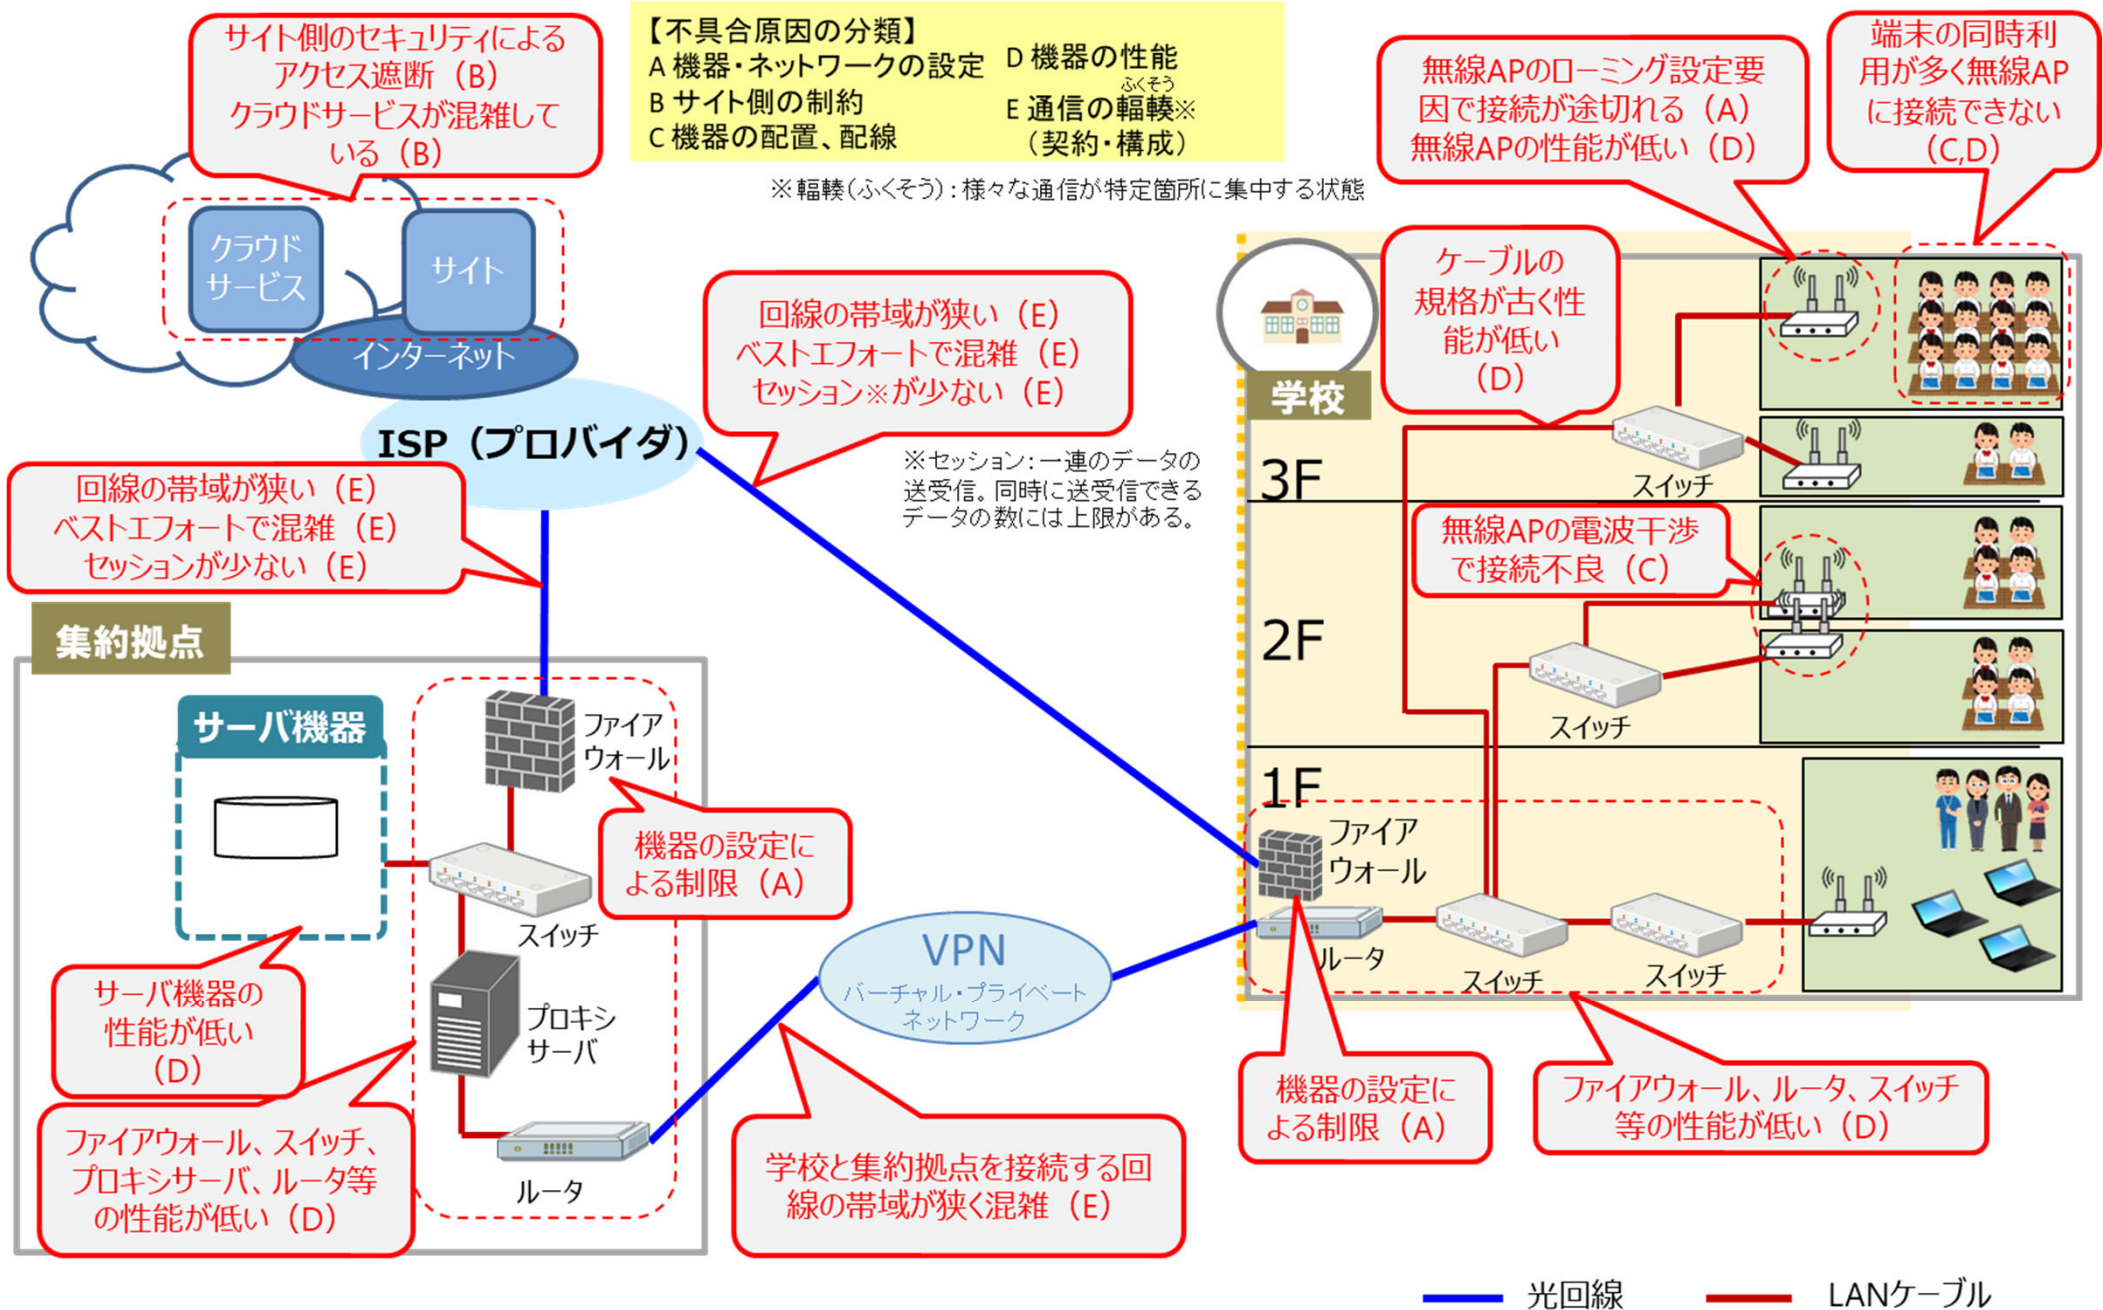 サイト側のセキュリティによる
アクセス遮断（B）
クラウドサービスが混雑して
いる（B）
【不具合原因の分類】
A 機器・ネットワークの設定
B サイト側の制約
C 機器の配置、配線
D 機器の性能
ふくそう
E 通信の輻輳※
（契約・構成）
※輻輳（ふくそう）：様々な通信が特定箇所に集中する状態
無線APのローミング設定要
因で接続が途切れる（A）
無線APの性能が低い（D）
端末の同時利
用が多く無線AP
に接続できない
（C,D）
クラウド
サービス
サイト
インターネット
ISP（プロバイダ）
回線の帯域が狭い（E）
ベストエフォートで混雑（E）
セッション※が少ない（E）
※セッション：一連のデータの
送受信。同時に送受信できる
データの数には上限がある。
回線の帯域が狭い（E）
ベストエフォートで混雑（E）
セッションが少ない（E）
ケーブルの
規格が古く性
能が低い
（D）
学校
3F
スイッチ
無線APの電波干渉
で接続不良（C）
2F
スイッチ
1F
ファイア
ウォール
ルータ
スイッチ
スイッチ
集約拠点
サーバ機器
ファイア
ウォール
機器の設定に
よる制限（A）
スイッチ
プロキシ
サーバ
ルータ
サーバ機器の
性能が低い
（D）
ファイアウォール、スイッチ、
プロキシサーバ、ルータ等
の性能が低い（D）
VPN
バーチャル・プライベート
ネットワーク
学校と集約拠点を接続する回
線の帯域が狭く混雑（E）
機器の設定に
よる制限（A）
ファイアウォール、ルータ、スイッチ
等の性能が低い（D）
光回線
LANケーブル